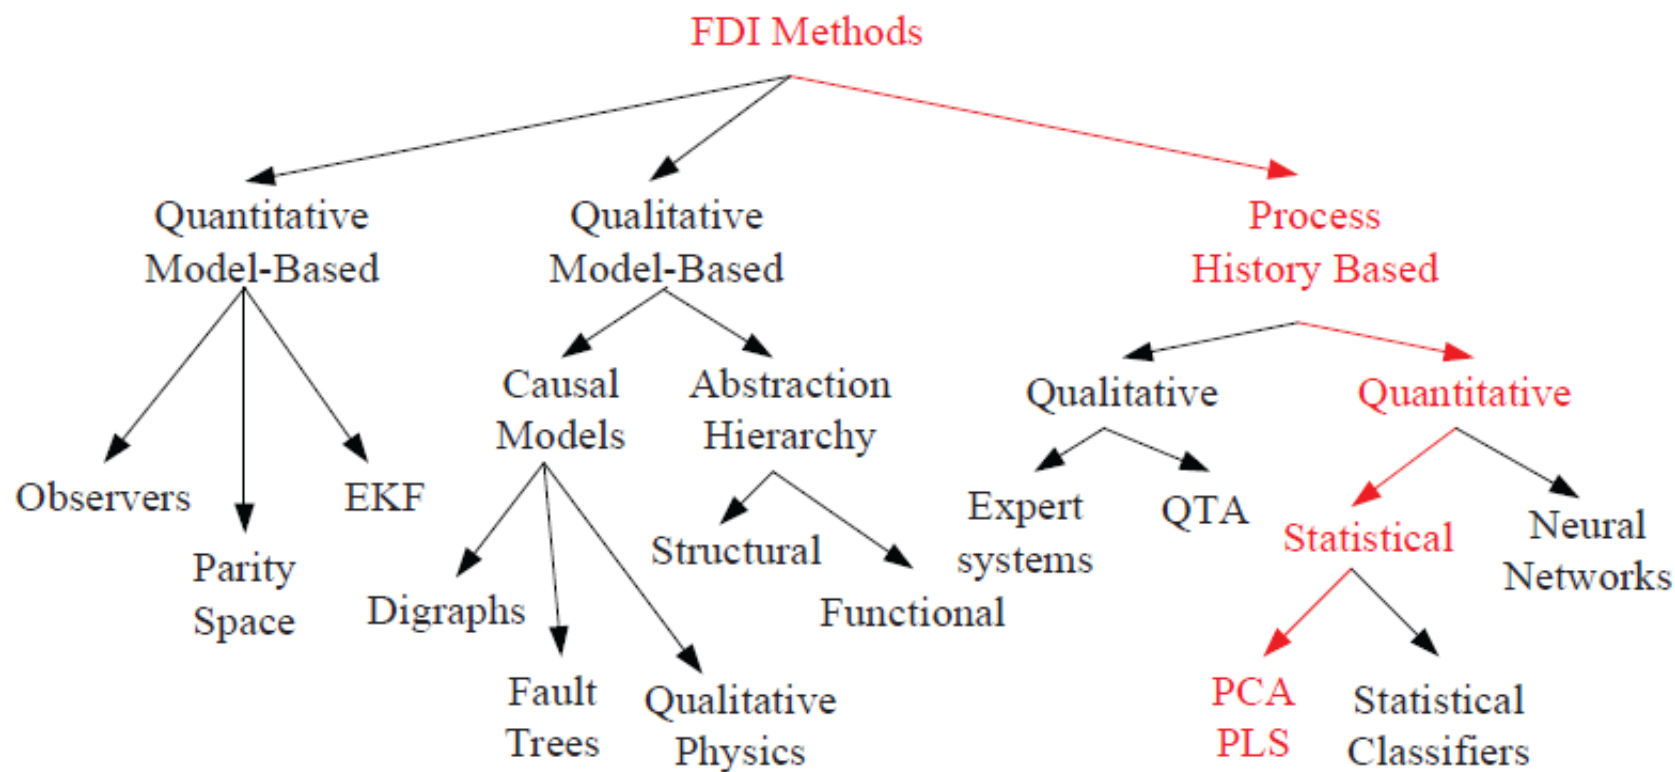 FDI Methods
Quantitative
Model-Based
Qualitative
Model-Based
Process
History Based
Causal
Models
Abstraction
Hierarchy
Qualitative
Quantitative
Observers
EKF
Parity
Space
Digraphs
Fault
Trees
Qualitative
Physics
Structural
Functional
Expert
systems
QTA
Statistical
Neural
Networks
PCA
PLS
Statistical
Classifiers